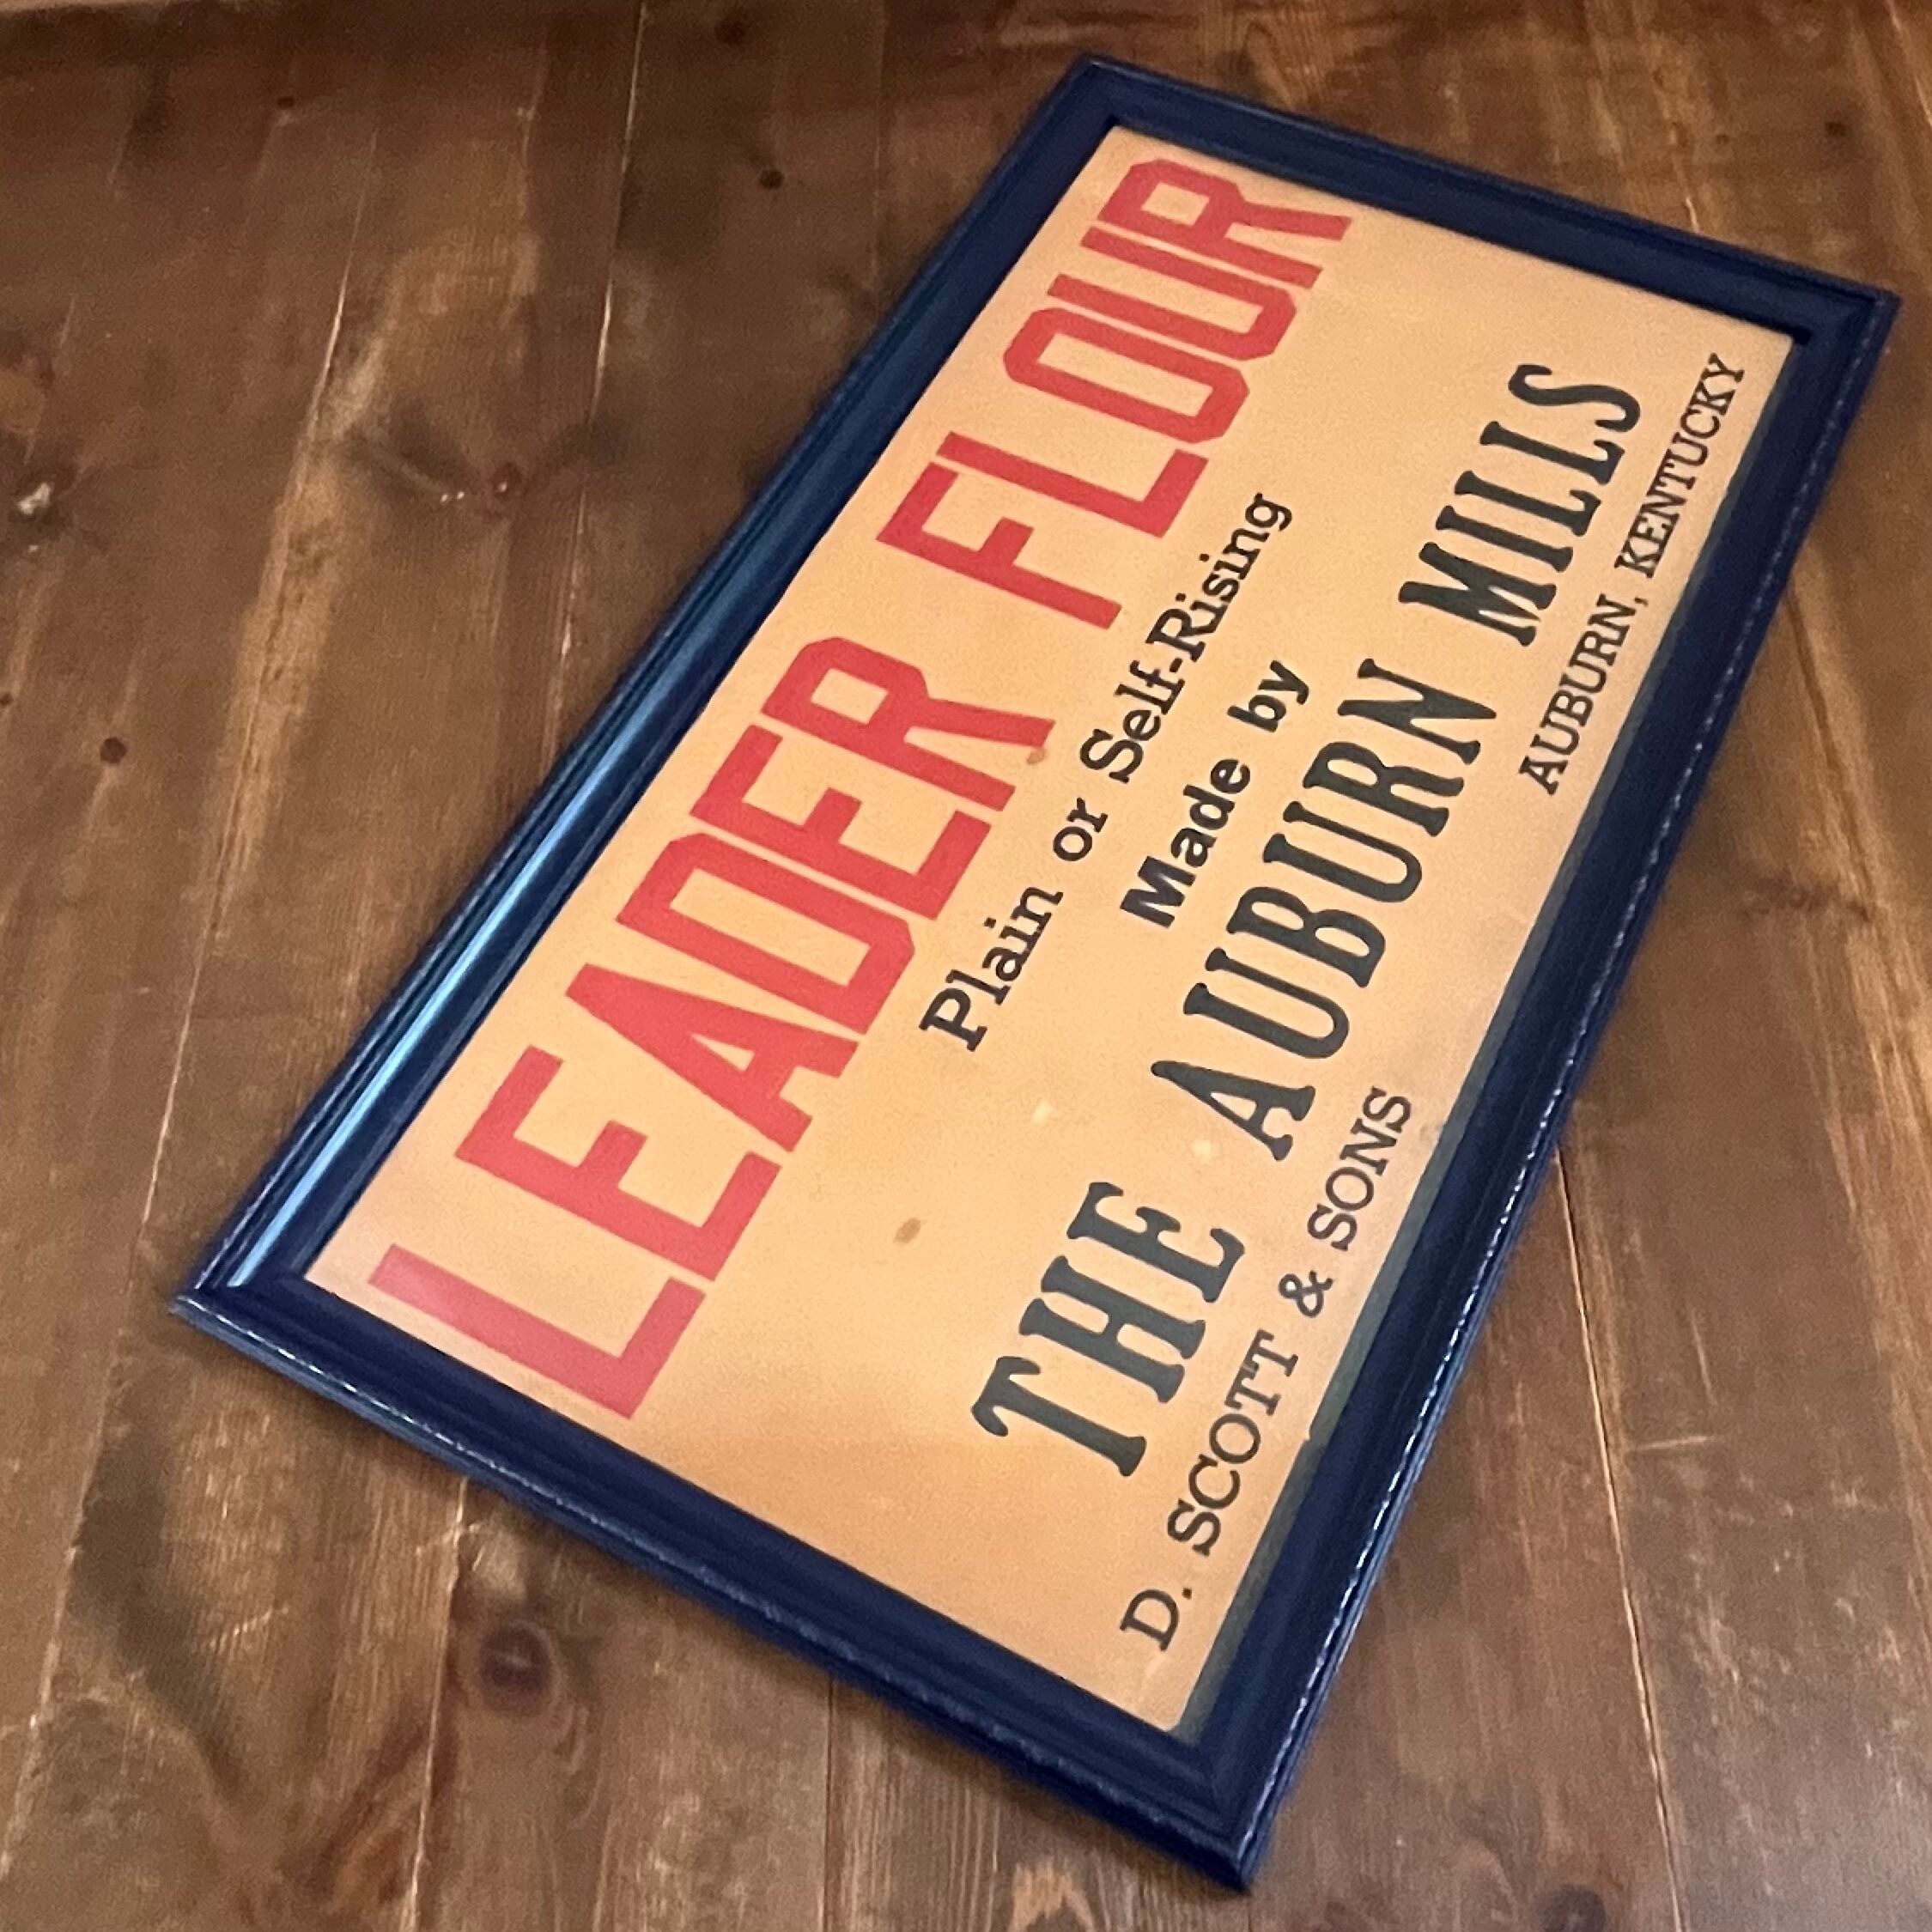 LEADER FLOUR
Plain or Self-Rising
Made by
THE AUBURN MILLS
D. SCOTT & SONS AUBURN, KENTUCKY